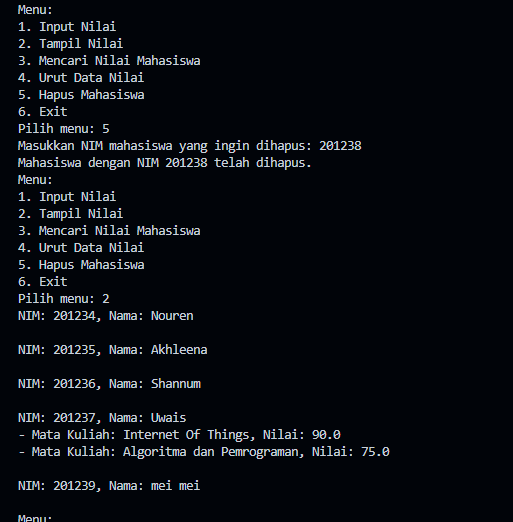 Menu:
1. Input Nilai
2. Tampil Nilai
3. Mencari Nilai Mahasiswa
4. Urut Data Nilai
5. Hapus Mahasiswa
6. Exit
Pilih menu: 5
Masukkan NIM mahasiswa yang ingin dihapus: 201238
Mahasiswa dengan NIM 201238 telah dihapus.
Menu:
1. Input Nilai
2. Tampil Nilai
3. Mencari Nilai Mahasiswa
4. Urut Data Nilai
5. Hapus Mahasiswa
6. Exit
Pilih menu: 2
NIM: 201234, Nama: Nouren
NIM: 201235, Nama: Akhleena
NIM: 201236, Nama: Shannum
NIM: 201237, Nama: Uwais
- Mata Kuliah: Internet Of Things, Nilai: 90.0
- Mata Kuliah: Algoritma dan Pemrograman, Nilai: 75.0
NIM: 201239, Nama: mei mei
Menu: